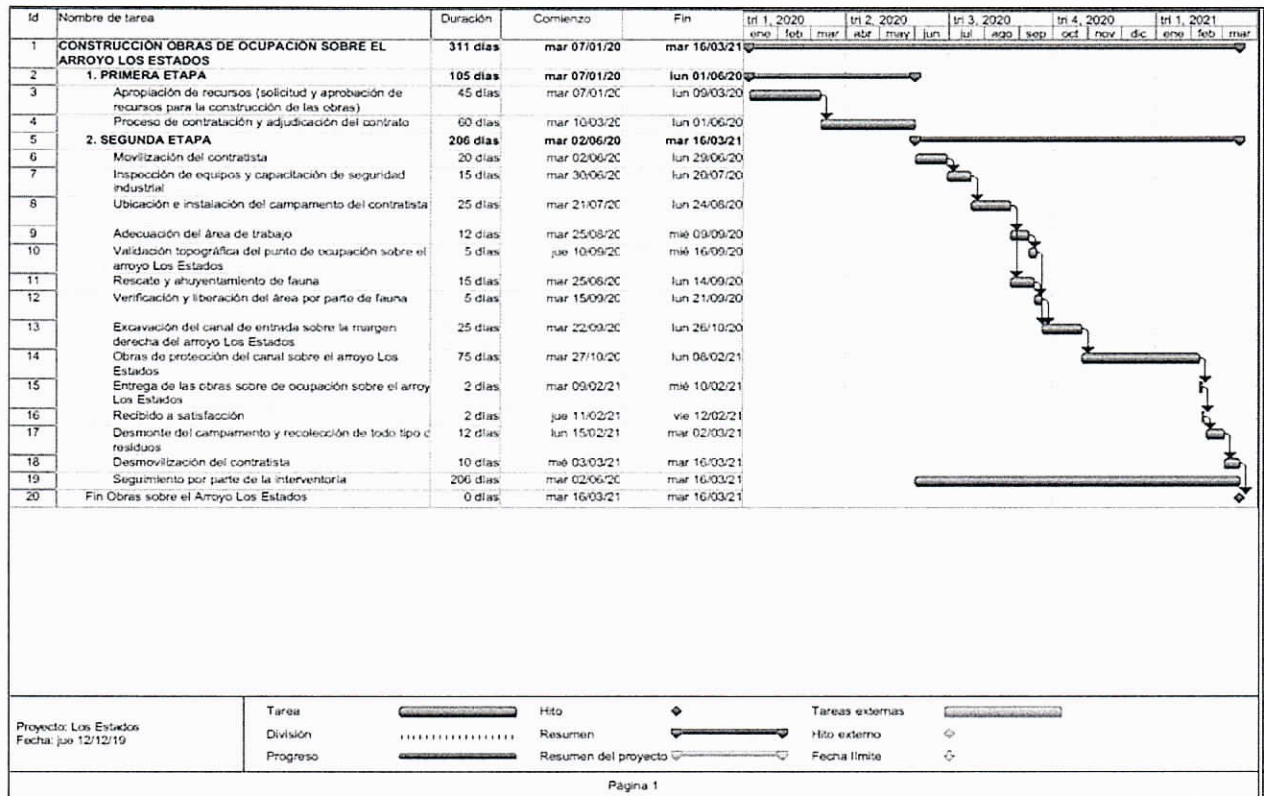 Id Nombre de tarea Duración Comienzo Fin tri 1, 2020 tri 2, 2020 tri 3, 2020 tri 4, 2020 tri 1, 2021
ene feb mar abr may jun jul ago sep oct nov dic ene feb mar
1 CONSTRUCCIÓN OBRAS DE OCUPACIÓN SOBRE EL 311 días mar 07/01/20 mar 16/03/21
ARROYO LOS ESTADOS
2 1. PRIMERA ETAPA 105 días mar 07/01/20 lun 01/06/20
3 Apropiación de recursos (solicitud y aprobación de 45 días mar 07/01/20 lun 09/03/20
recursos para la construcción de las obras)
4 Proceso de contratación y adjudicación del contrato 60 días mar 10/03/20 lun 01/06/20
5 2. SEGUNDA ETAPA 206 días mar 02/06/20 mar 16/03/21
6 Movilización del contratista 20 días mar 02/06/20 lun 29/06/20
7 Inspección de equipos y capacitación de seguridad 15 días mar 30/06/20 lun 20/07/20
industrial
8 Ubicación e instalación del campamento del contratista 25 días mar 21/07/20 lun 24/08/20
9 Adecuación del área de trabajo 12 días mar 25/08/20 mié 09/09/20
10 Validación topográfica del punto de ocupación sobre el 5 días jue 10/09/20 mié 16/09/20
arroyo Los Estados
11 Rescate y ahuyentamiento de fauna 15 días mar 25/08/20 lun 14/09/20
12 Verificación y liberación del área por parte de fauna 5 días mar 15/09/20 lun 21/09/20
13 Excavación del canal de entrada sobre la margen 25 días mar 22/09/20 lun 26/10/20
derecha del arroyo Los Estados
14 Obras de protección del canal sobre el arroyo Los 75 días mar 27/10/20 lun 08/02/21
Estados
15 Entrega de las obras sobre de ocupación sobre el arroy 2 días mar 09/02/21 mié 10/02/21
Los Estados
16 Recibido a satisfacción 2 días jue 11/02/21 vie 12/02/21
17 Desmonte del campamento y recolección de todo tipo d 12 días lun 15/02/21 mar 02/03/21
residuos
18 Desmovilización del contratista 10 días mié 03/03/21 mar 16/03/21
19 Seguimiento por parte de la interventoría 206 días mar 02/06/20 mar 16/03/21
20 Fin Obras sobre el Arroyo Los Estados 0 días mar 16/03/21 mar 16/03/21
Proyecto: Los Estados
Fecha: jue 12/12/19
Tarea Hito Tareas externas
División Resumen Hito externo
Progreso Resumen del proyecto Fecha límite
Página 1